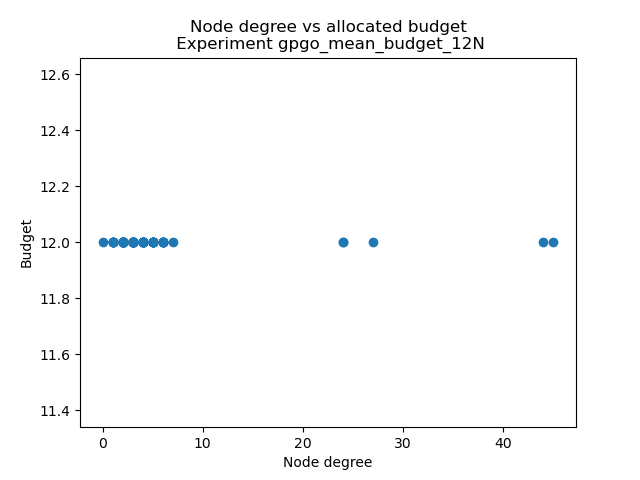 Node degree vs allocated budget
Experiment gpgo_mean_budget_12N
12.6
12.4
12.2
12.0
11.8
11.6
11.4
Budget
0 10 20 30 40
Node degree